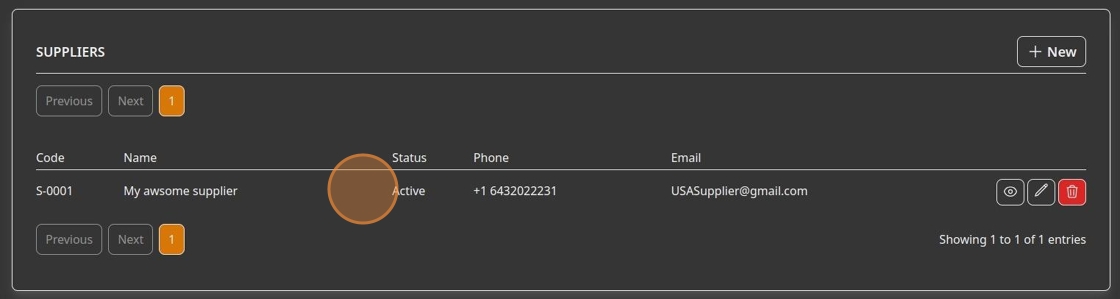 SUPPLIERS
New
Previous Next 1
Code Name Status Phone Email
S-0001 My awsome supplier Active +1 6432022231 USASupplier@gmail.com
Previous Next 1 Showing 1 to 1 of 1 entries